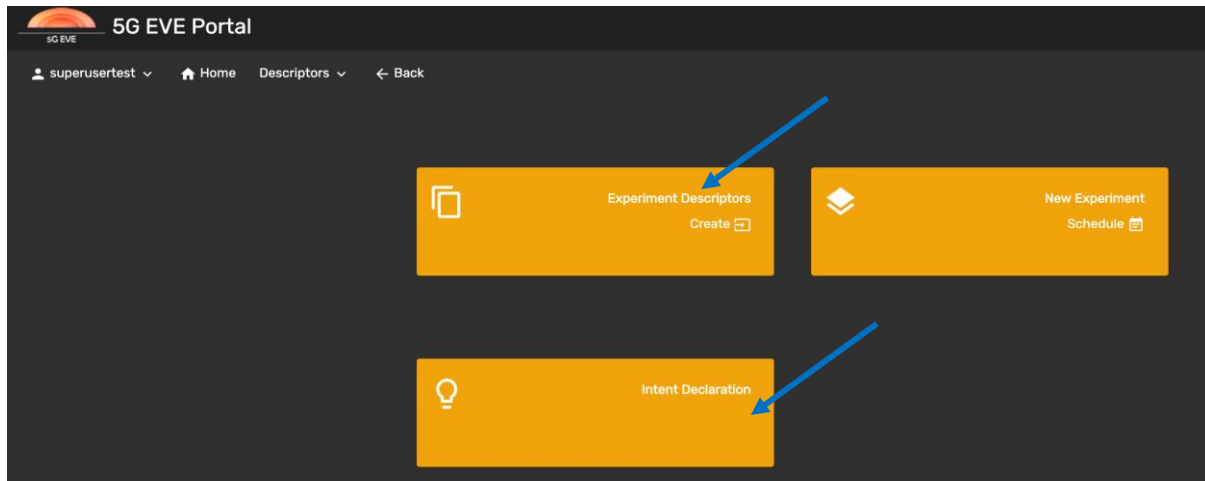 5G EVE
5G EVE Portal
superusertest Home Descriptors Back
Experiment Descriptors
Create
New Experiment
Schedule
Intent Declaration